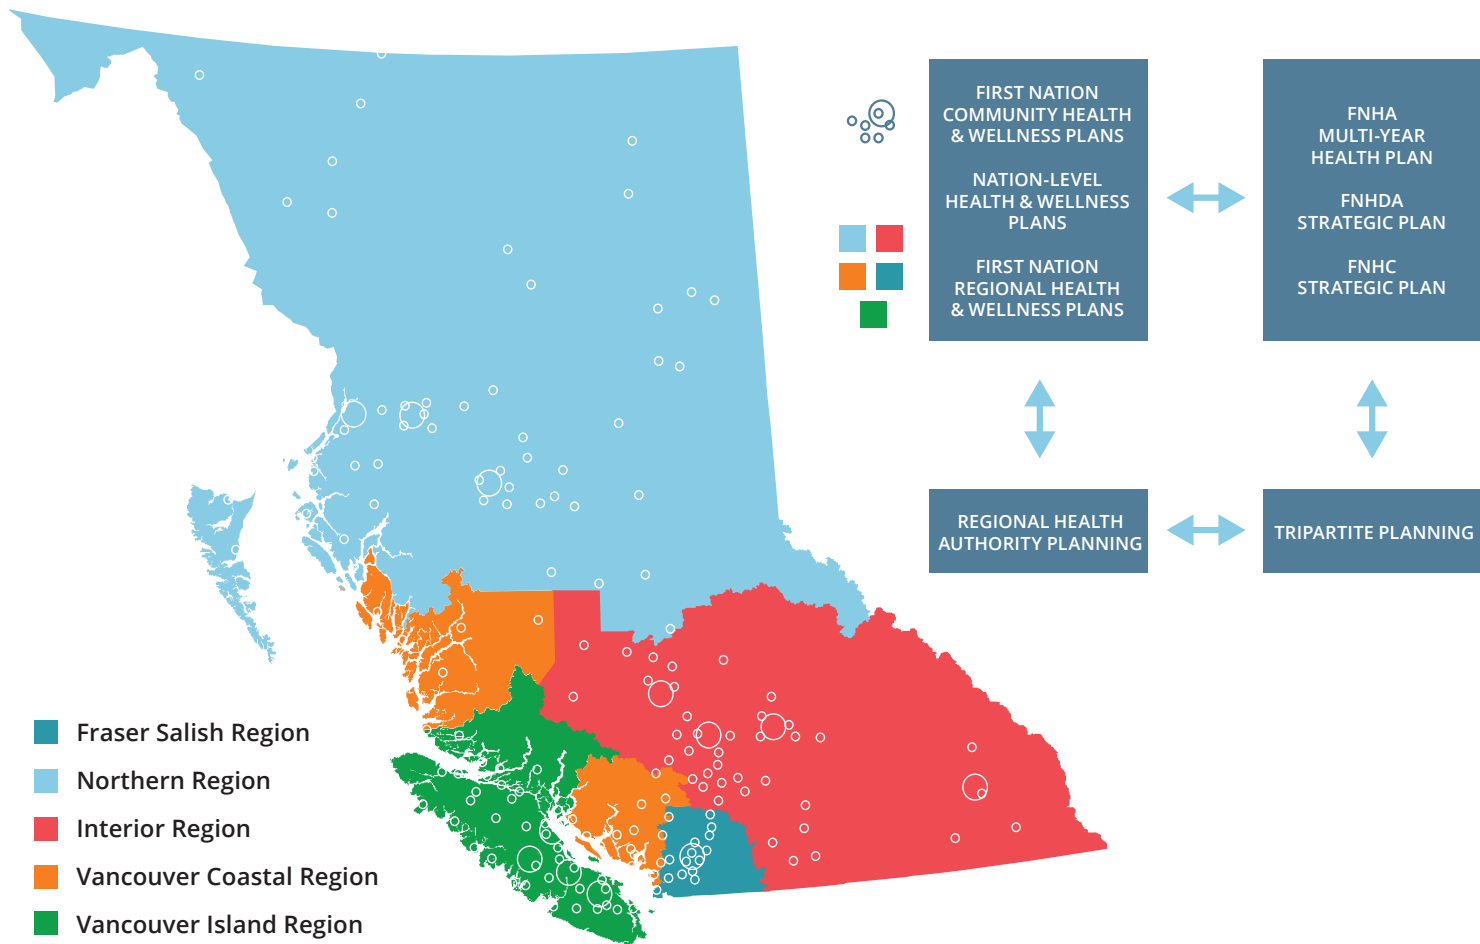 FIRST NATION
COMMUNITY HEALTH
& WELLNESS PLANS
NATION-LEVEL
HEALTH & WELLNESS
PLANS
FIRST NATION
REGIONAL HEALTH
& WELLNESS PLANS
FNHA
MULTI-YEAR
HEALTH PLAN
FNHDA
STRATEGIC PLAN
FNHC
STRATEGIC PLAN
REGIONAL HEALTH
AUTHORITY PLANNING
TRIPARTITE PLANNING
Fraser Salish Region
Northern Region
Interior Region
Vancouver Coastal Region
Vancouver Island Region